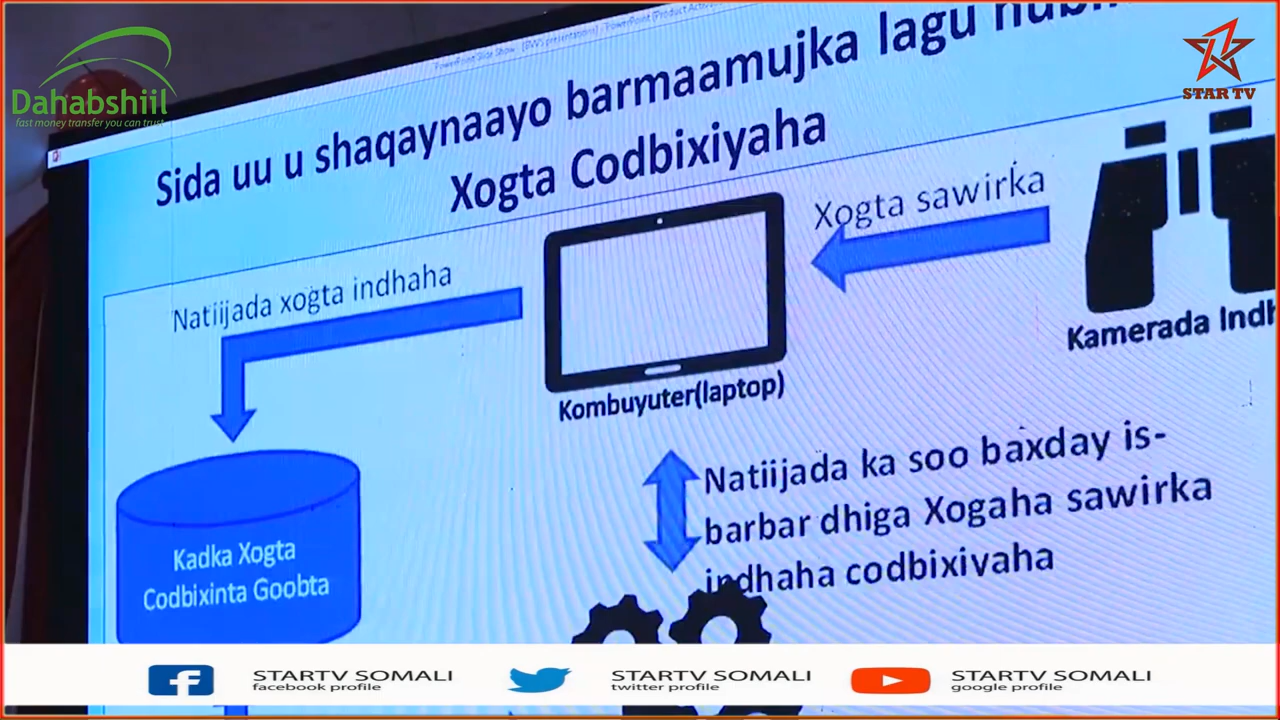 Dahabshiil
fast money transfer you can trust
STAR TV
Sida uu u shaqaynaayo barmaamujka lagu
Xogta Codbixiyaha
Xogta sawirka
Natiijada xogta indhaha
Kamerada
Kombuyuter(laptop)
Natiijada ka soo baxday is-
barbar dhiga Xogaha sawirka
indhaha codbixiyaha
Kadka Xogta
Codbixinta Goobta
STARTV SOMALI
facebook profile
STARTV SOMALI
twitter profile
STARTV SOMALI
google profile